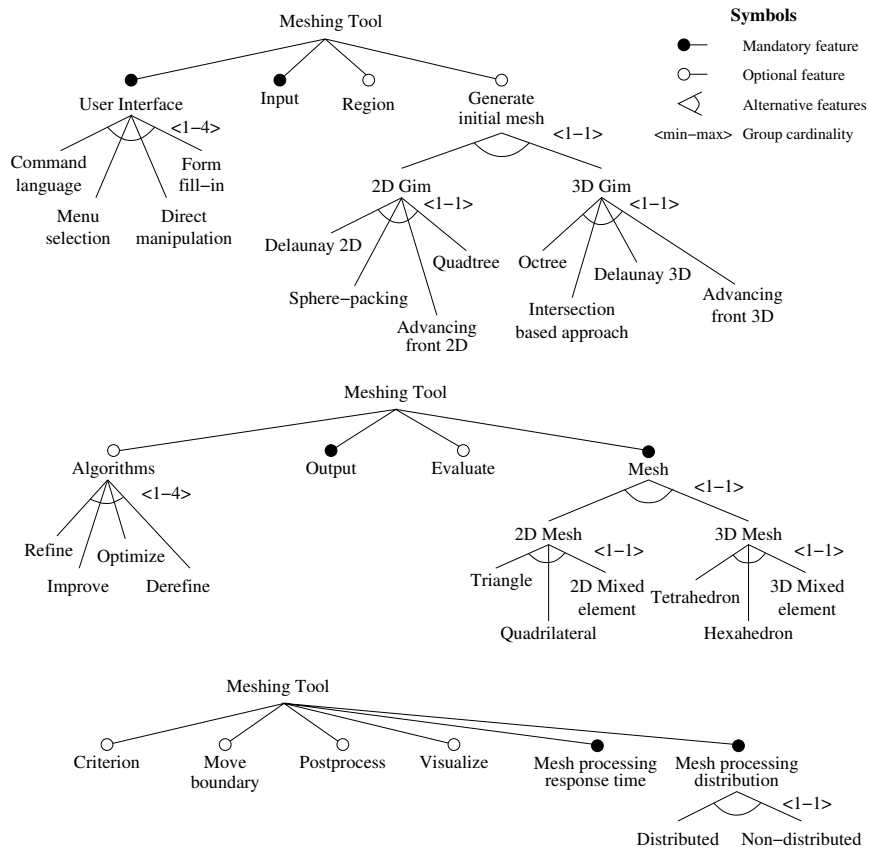 Symbols
Meshing Tool
Mandatory feature
Optional feature
Alternative features
<min−max> Group cardinality
User Interface
Input
Region
Generate
initial mesh
<1−4>
<1−1>
Command
language
Form
fill−in
Menu
selection
Direct
manipulation
2D Gim
<1−1>
3D Gim
<1−1>
Delaunay 2D
Quadtree
Octree
Delaunay 3D
Sphere−packing
Intersection
based approach
Advancing
front 3D
Advancing
front 2D
Meshing Tool
Algorithms
Output
Evaluate
Mesh
<1−4>
<1−1>
Refine
Optimize
Improve
Derefine
2D Mesh
<1−1>
3D Mesh
<1−1>
Triangle
2D Mixed
element
Tetrahedron
3D Mixed
element
Quadrilateral
Hexahedron
Meshing Tool
Criterion
Move
boundary
Postprocess
Visualize
Mesh processing
response time
Mesh processing
distribution
<1−1>
Distributed
Non−distributed